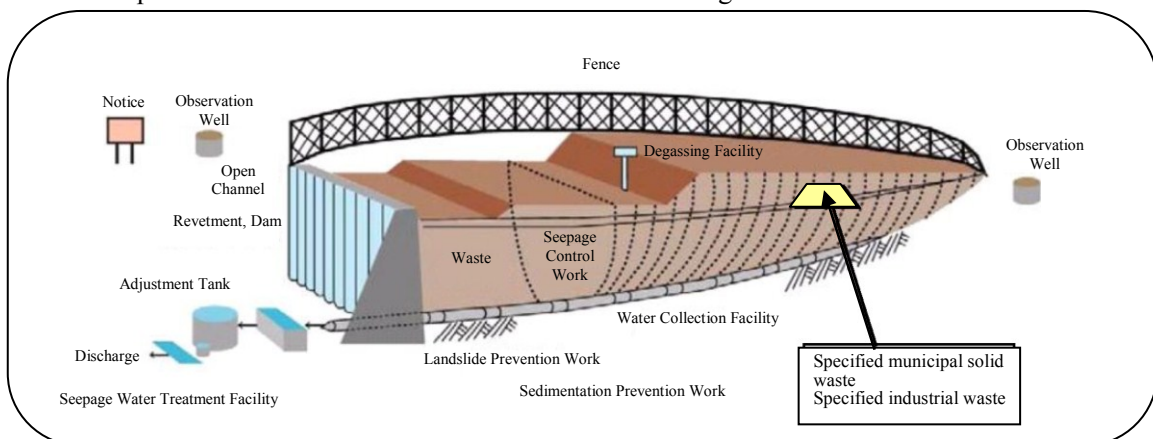 Fence
Notice
Observation
Well
Degassing Facility
Observation
Well
Open
Channel
Revetment, Dam
Waste
Seepage
Control
Work
Adjustment Tank
Water Collection Facility
Discharge
Landslide Prevention Work
Sedimentation Prevention Work
Seepage Water Treatment Facility
Specified municipal solid
waste
Specified industrial waste